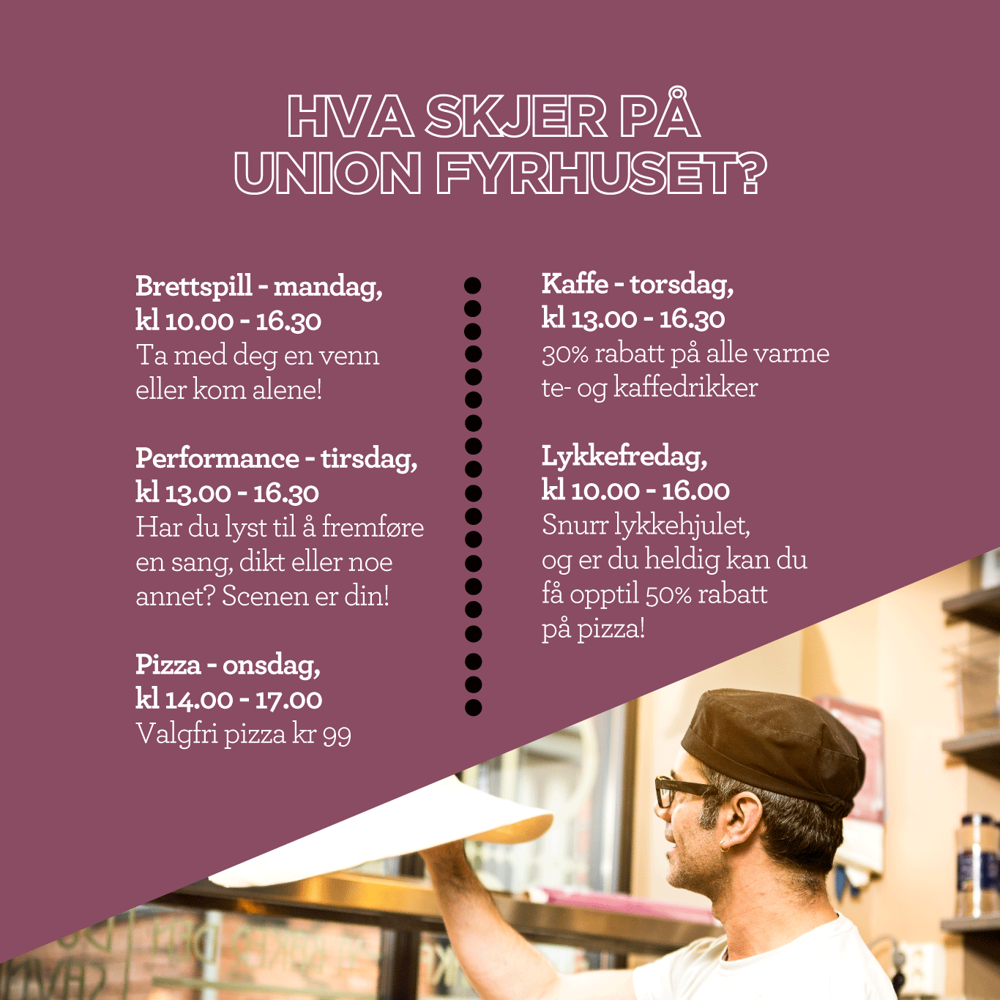 HVA SKJER PÅ
UNION FYRHUSET?
Brettspill - mandag,
kl 10.00 - 16.30
Ta med deg en venn
eller kom alene!
Performance - tirsdag,
kl 13.00 - 16.30
Har du lyst til å fremføre
en sang, dikt eller noe
annet? Scenen er din!
Pizza - onsdag,
kl 14.00 - 17.00
Valgfri pizza kr 99
Kaffe - torsdag,
kl 13.00 - 16.30
30% rabatt på alle varme
te- og kaffedrikker
Lykkefredag,
kl 10.00 - 16.00
Snurr lykkehjulet,
og er du heldig kan du
få opptil 50% rabatt
på pizza!